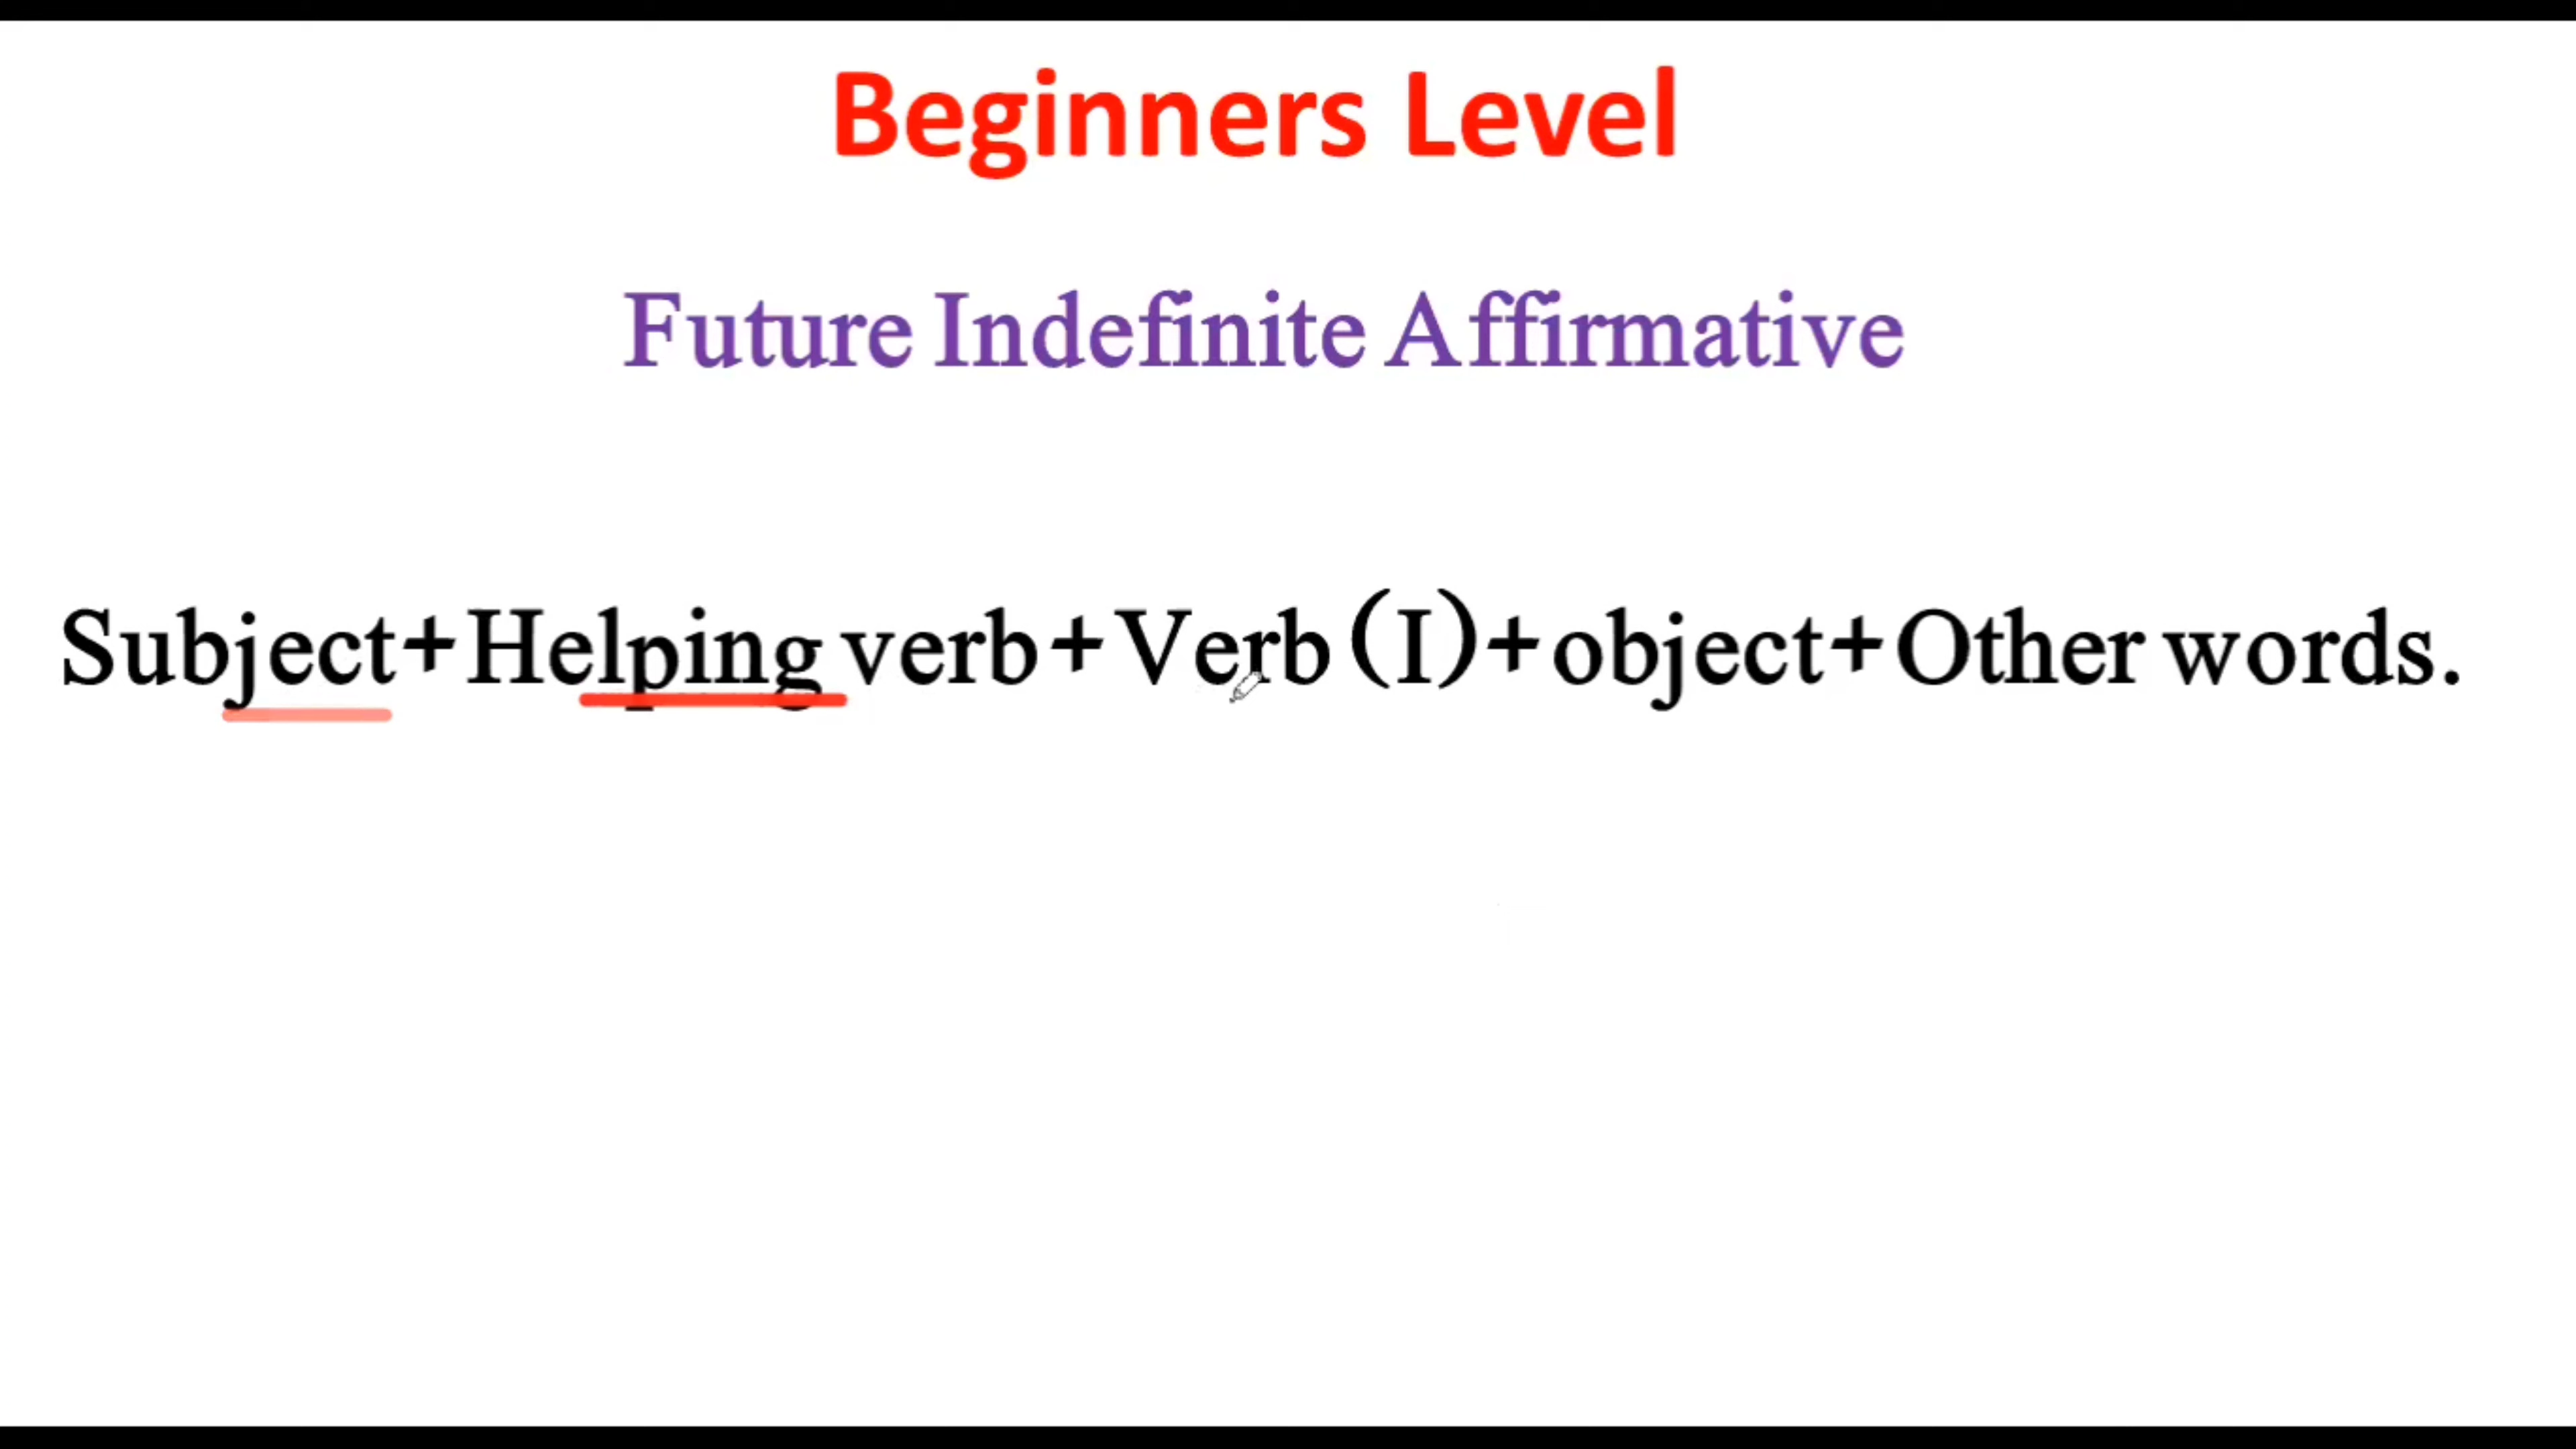 Beginners Level
Future Indefinite Affirmative
Subject+Helping verb+Verb (I)+object+Other words.